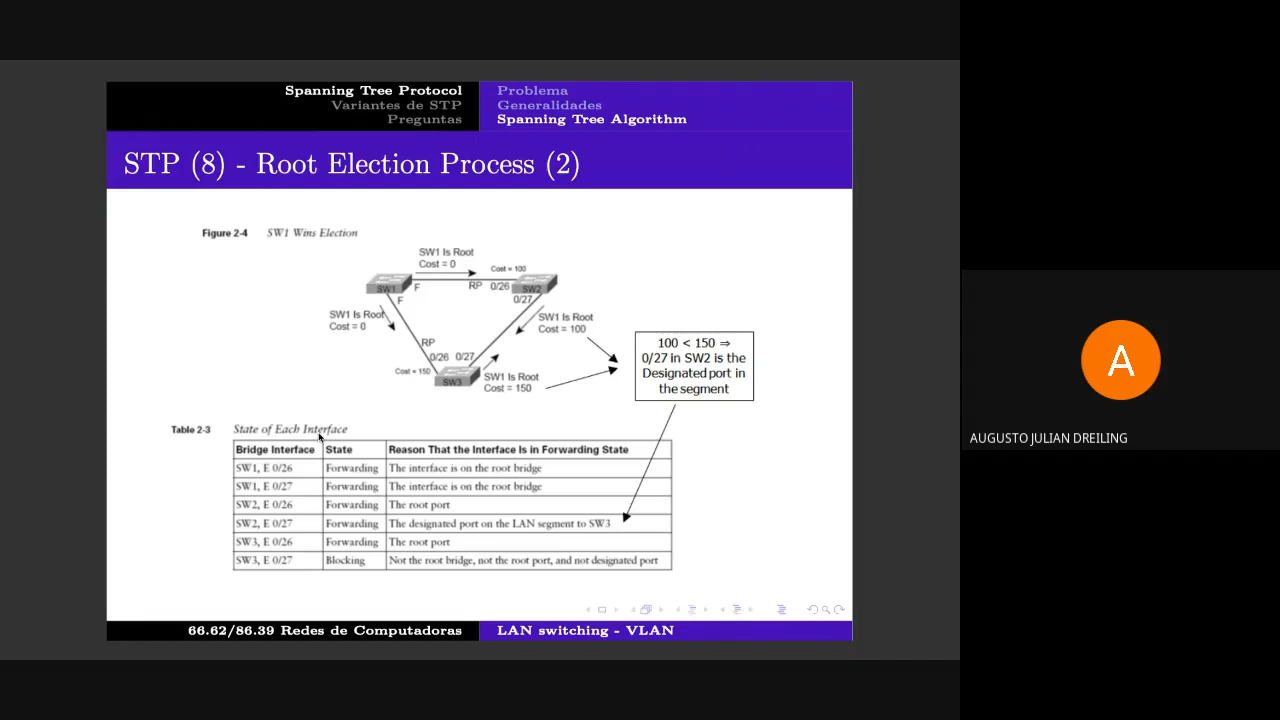 Spanning Tree Protocol
Variantes de STP
Preguntas
Problema
Generalidades
Spanning Tree Algorithm
STP (8) - Root Election Process (2)
Figure 2-4 SW1 Wins Election
SW1 Is Root
Cost = 0
Cost = 100
SW1
F
RP
0/26
SW2
F
0/27
SW1 Is Root
Cost = 0
SW1 Is Root
Cost = 100
RP
0/26
0/27
Cost = 150
SW3
SW1 Is Root
Cost = 150
100 < 150 ⇒
0/27 in SW2 is the
Designated port in
the segment
Table 2-3 State of Each Interface
Bridge Interface State Reason That the Interface Is in Forwarding State
SW1, E 0/26 Forwarding The interface is on the root bridge
SW1, E 0/27 Forwarding The interface is on the root bridge
SW2, E 0/26 Forwarding The root port
SW2, E 0/27 Forwarding The designated port on the LAN segment to SW3
SW3, E 0/26 Forwarding The root port
SW3, E 0/27 Blocking Not the root bridge, not the root port, and not designated port
66.62/86.39 Redes de Computadoras
LAN switching - VLAN
A
AUGUSTO JULIAN DREILING